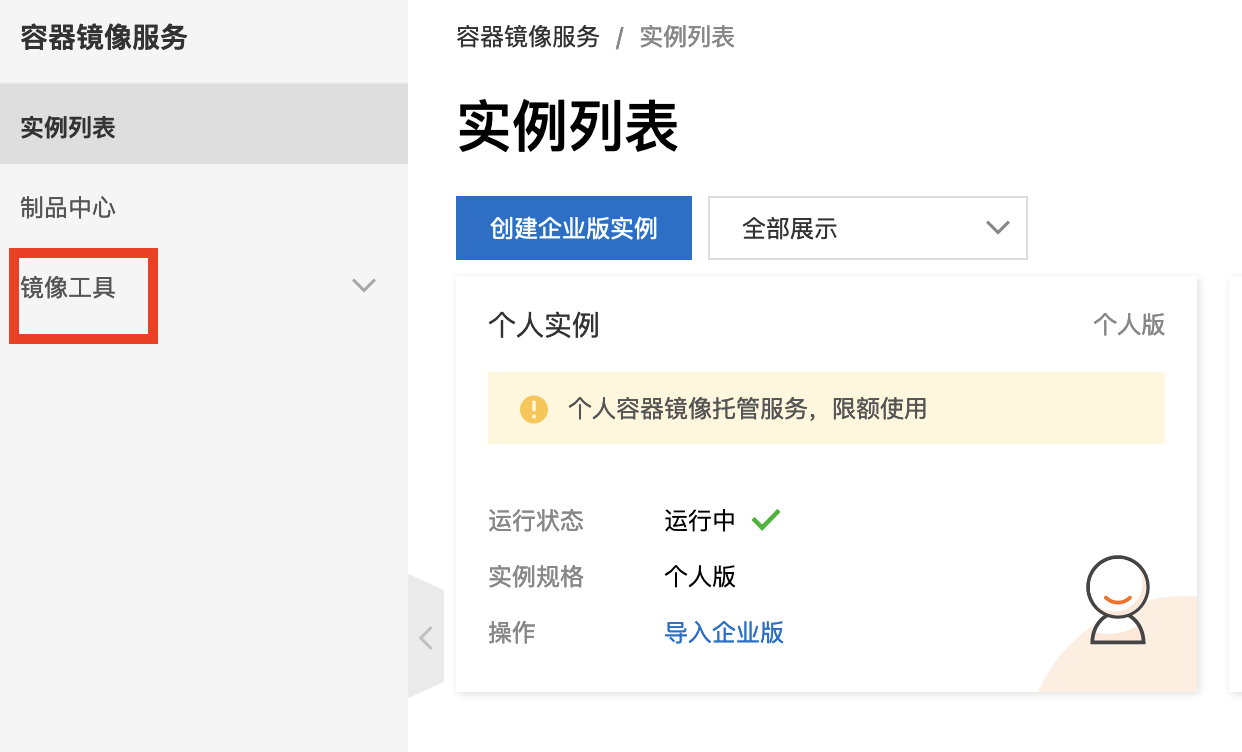 容器镜像服务
实例列表
制品中心
镜像工具
容器镜像服务 / 实例列表
实例列表
创建企业版实例
全部展示
个人实例
个人版
个人容器镜像托管服务，限额使用
运行状态 运行中
实例规格 个人版
操作 导入企业版